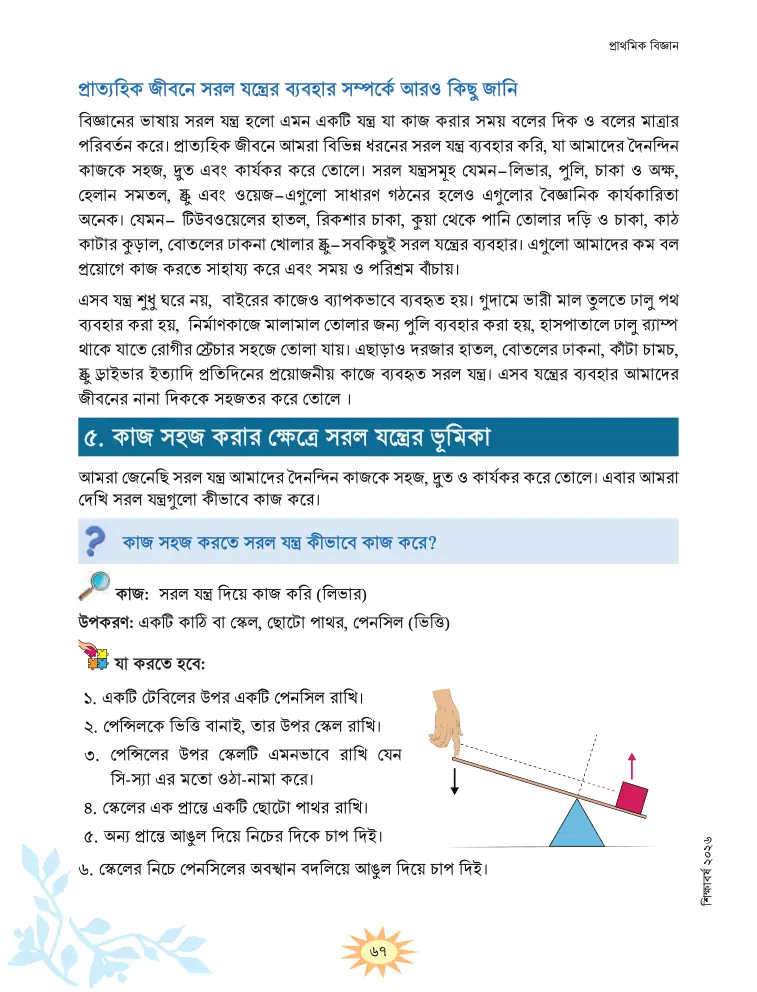 প্রাথমিক বিজ্ঞান
প্রাত্যহিক জীবনে সরল যন্ত্রের ব্যবহার সম্পর্কে আরও কিছু জানি
বিজ্ঞানের ভাষায় সরল যন্ত্র হলো এমন একটি যন্ত্র যা কাজ করার সময় বলের দিক ও বলের মাত্রার
পরিবর্তন করে। প্রাত্যহিক জীবনে আমরা বিভিন্ন ধরনের সরল যন্ত্র ব্যবহার করি, যা আমাদের দৈনন্দিন
কাজকে সহজ, দ্রুত এবং কার্যকর করে তোলে। সরল যন্ত্রসমূহ যেমন–লিভার, পুলি, চাকা ও অক্ষ,
হেলান সমতল, স্ক্রু এবং ওয়েজ–এগুলো সাধারণ গঠনের হলেও এগুলোর বৈজ্ঞানিক কার্যকারিতা
অনেক। যেমন– টিউবওয়েলের হাতল, রিকশার চাকা, কুয়া থেকে পানি তোলার দড়ি ও চাকা, কাঠ
কাটার কুড়াল, বোতলের ঢাকনা খোলার স্ক্রু–সবকিছুই সরল যন্ত্রের ব্যবহার। এগুলো আমাদের কম বল
প্রয়োগে কাজ করতে সাহায্য করে এবং সময় ও পরিশ্রম বাঁচায়।
এসব যন্ত্র শুধু ঘরে নয়, বাইরের কাজেও ব্যাপকভাবে ব্যবহৃত হয়। গুদামে ভারী মাল তুলতে ঢালু পথ
ব্যবহার করা হয়, নির্মাণকাজে মালামাল তোলার জন্য পুলি ব্যবহার করা হয়, হাসপাতালে ঢালু র‍্যাম্প
থাকে যাতে রোগীর স্ট্রেচার সহজে তোলা যায়। এছাড়াও দরজার হাতল, বোতলের ঢাকনা, কাঁটা চামচ,
স্ক্রু ড্রাইভার ইত্যাদি প্রতিদিনের প্রয়োজনীয় কাজে ব্যবহৃত সরল যন্ত্র। এসব যন্ত্রের ব্যবহার আমাদের
জীবনের নানা দিককে সহজতর করে তোলে ।
৫. কাজ সহজ করার ক্ষেত্রে সরল যন্ত্রের ভূমিকা
আমরা জেনেছি সরল যন্ত্র আমাদের দৈনন্দিন কাজকে সহজ, দ্রুত ও কার্যকর করে তোলে। এবার আমরা
দেখি সরল যন্ত্রগুলো কীভাবে কাজ করে।
? কাজ সহজ করতে সরল যন্ত্র কীভাবে কাজ করে?
কাজ: সরল যন্ত্র দিয়ে কাজ করি (লিভার)
উপকরণ: একটি কাঠি বা স্কেল, ছোটো পাথর, পেনসিল (ভিত্তি)
যা করতে হবে:
১. একটি টেবিলের উপর একটি পেনসিল রাখি।
২. পেন্সিলকে ভিত্তি বানাই, তার উপর স্কেল রাখি।
৩. পেন্সিলের উপর স্কেলটি এমনভাবে রাখি যেন
সি-স্যা এর মতো ওঠা-নামা করে।
৪. স্কেলের এক প্রান্তে একটি ছোটো পাথর রাখি।
৫. অন্য প্রান্তে আঙুল দিয়ে নিচের দিকে চাপ দিই।
৬. স্কেলের নিচে পেনসিলের অবস্থান বদলিয়ে আঙুল দিয়ে চাপ দিই।
শিক্ষাবর্ষ ২০২৬
৬৭